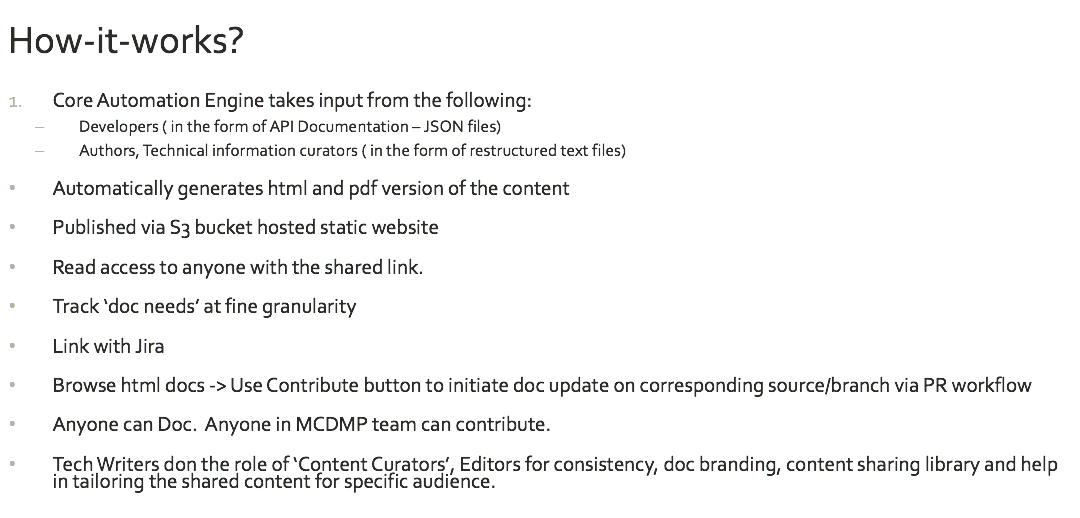 How-it-works?
1. Core Automation Engine takes input from the following:
– Developers ( in the form of API Documentation – JSON files)
– Authors, Technical information curators ( in the form of restructured text files)
• Automatically generates html and pdf version of the content
• Published via S3 bucket hosted static website
• Read access to anyone with the shared link.
• Track ‘doc needs’ at fine granularity
• Link with Jira
• Browse html docs -> Use Contribute button to initiate doc update on corresponding source/branch via PR workflow
• Anyone can Doc. Anyone in MCDMP team can contribute.
• Tech Writers don the role of ‘Content Curators’, Editors for consistency, doc branding, content sharing library and help
in tailoring the shared content for specific audience.